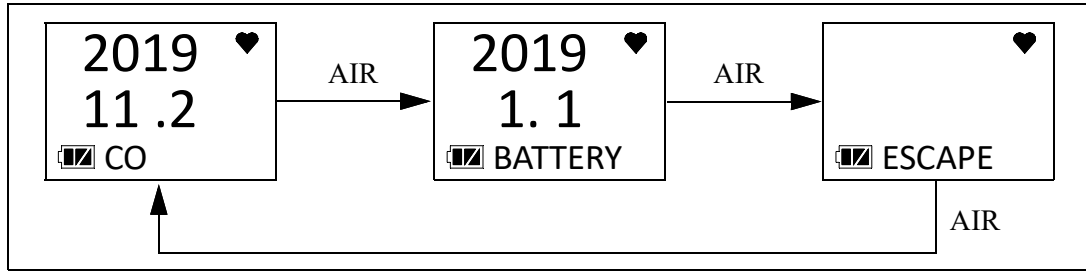 2019
11 .2
CO
AIR
2019
1. 1
BATTERY
AIR
ESCAPE
AIR